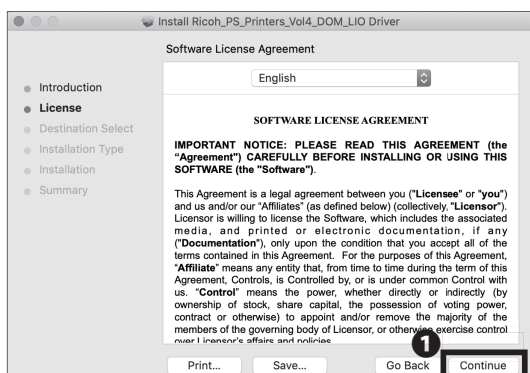 Install Ricoh_PS_Printers_Vol4_DOM_LIO Driver
Software License Agreement
Introduction
License
Destination Select
Installation Type
Installation
Summary
English
SOFTWARE LICENSE AGREEMENT
IMPORTANT NOTICE: PLEASE READ THIS AGREEMENT (the
“Agreement") CAREFULLY BEFORE INSTALLING OR USING THIS
SOFTWARE (the "Software").
This Agreement is a legal agreement between you ("Licensee" or "you")
and us and/or our “Affiliates” (as defined below) (collectively, "Licensor").
Licensor is willing to license the Software, which includes the associated
media, and printed or electronic documentation, if any
("Documentation"), only upon the condition that you accept all of the
terms contained in this Agreement. For the purposes of this Agreement,
“Affiliate” means any entity that, from time to time during the term of this
Agreement, Controls, is Controlled by, or is under common Control with
us. “Control” means the power, whether directly or indirectly (by
ownership of stock, share capital, the possession of voting power,
contract or otherwise) to appoint and/or remove the majority of the
members of the governing body of Licensor, or otherwise exercise control
over Licensor's affairs and policies.
1
Print...
Save...
Go Back
Continue